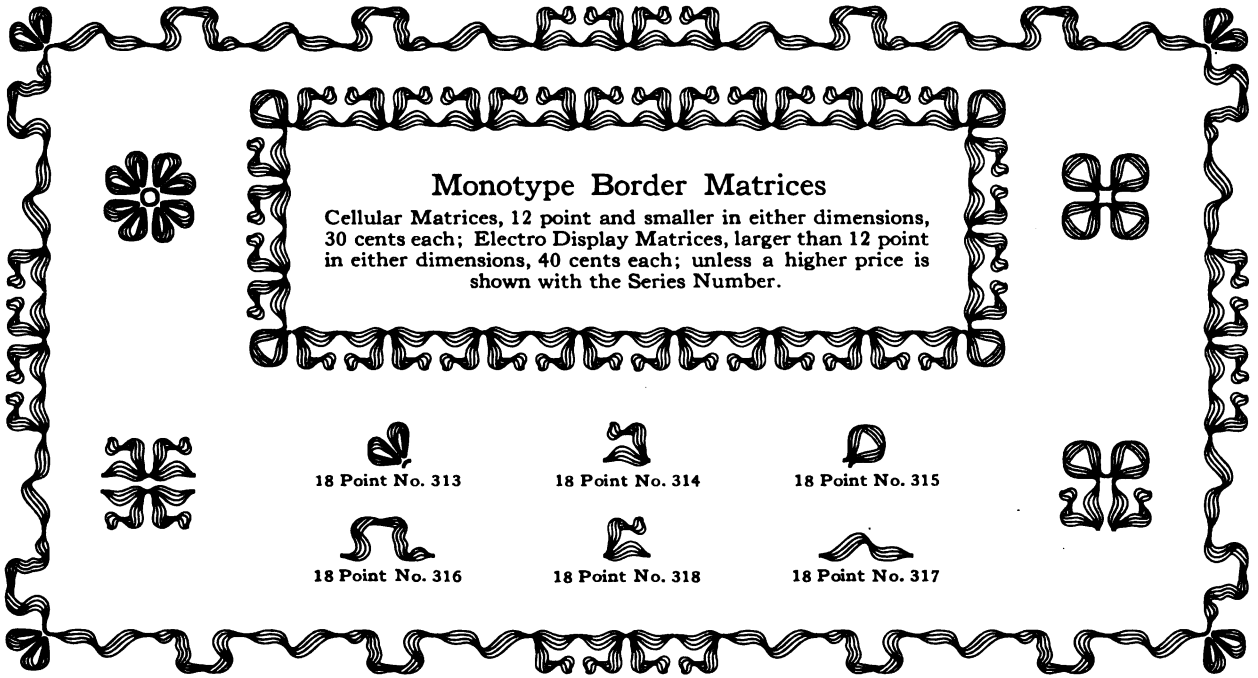 Monotype Border Matrices
Cellular Matrices, 12 point and smaller in either dimensions,
30 cents each; Electro Display Matrices, larger than 12 point
in either dimensions, 40 cents each; unless a higher price is
shown with the Series Number.
18 Point No. 313
18 Point No. 314
18 Point No. 315
18 Point No. 316
18 Point No. 318
18 Point No. 317